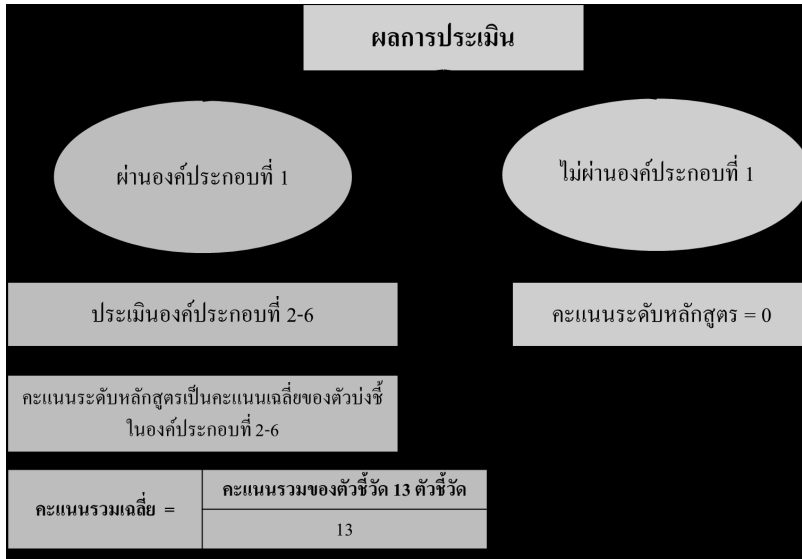 ผลการประเมิน
ผ่านองค์ประกอบที่ 1
ไม่ผ่านองค์ประกอบที่ 1
ประเมินองค์ประกอบที่ 2-6
คะแนนระดับหลักสูตร = 0
คะแนนระดับหลักสูตรเป็นคะแนนเฉลี่ยของตัวบ่งชี้
ในองค์ประกอบที่ 2-6
คะแนนรวมเฉลี่ย =
คะแนนรวมของตัวชี้วัด 13 ตัวชี้วัด
13